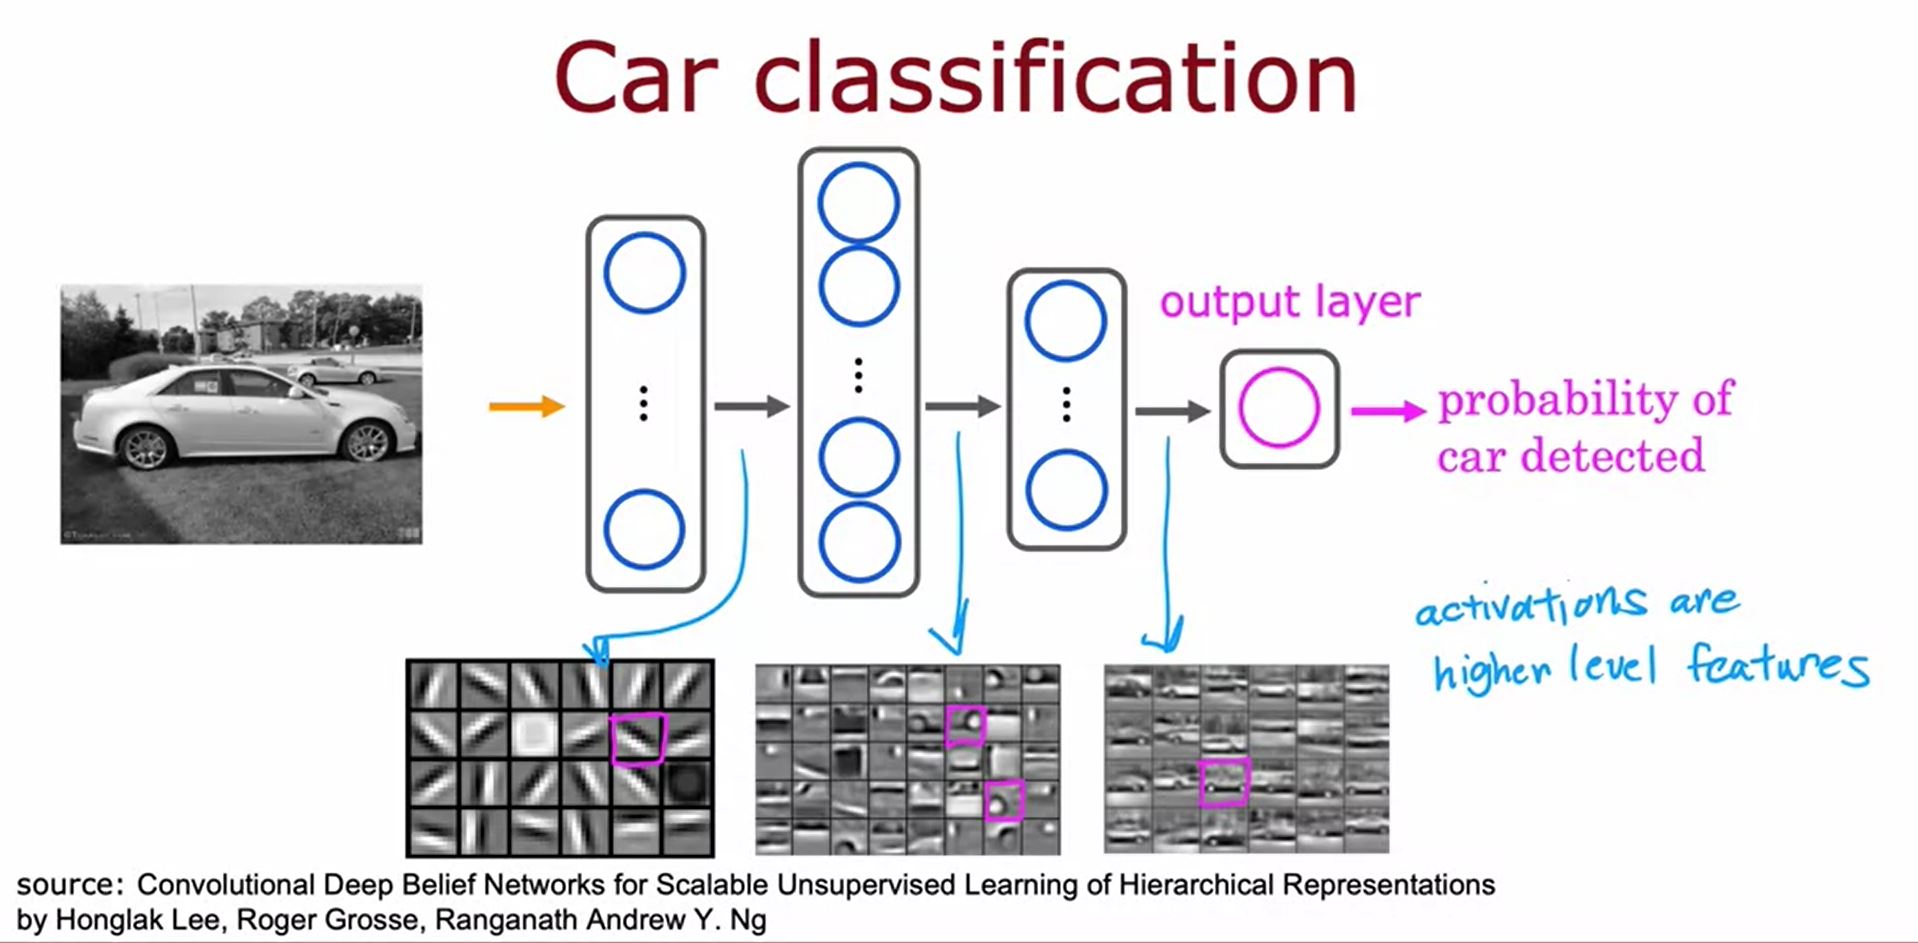 Car classification
output layer
probability of
car detected
activations are
higher level features
source: Convolutional Deep Belief Networks for Scalable Unsupervised Learning of Hierarchical Representations
by Honglak Lee, Roger Grosse, Ranganath Andrew Y. Ng